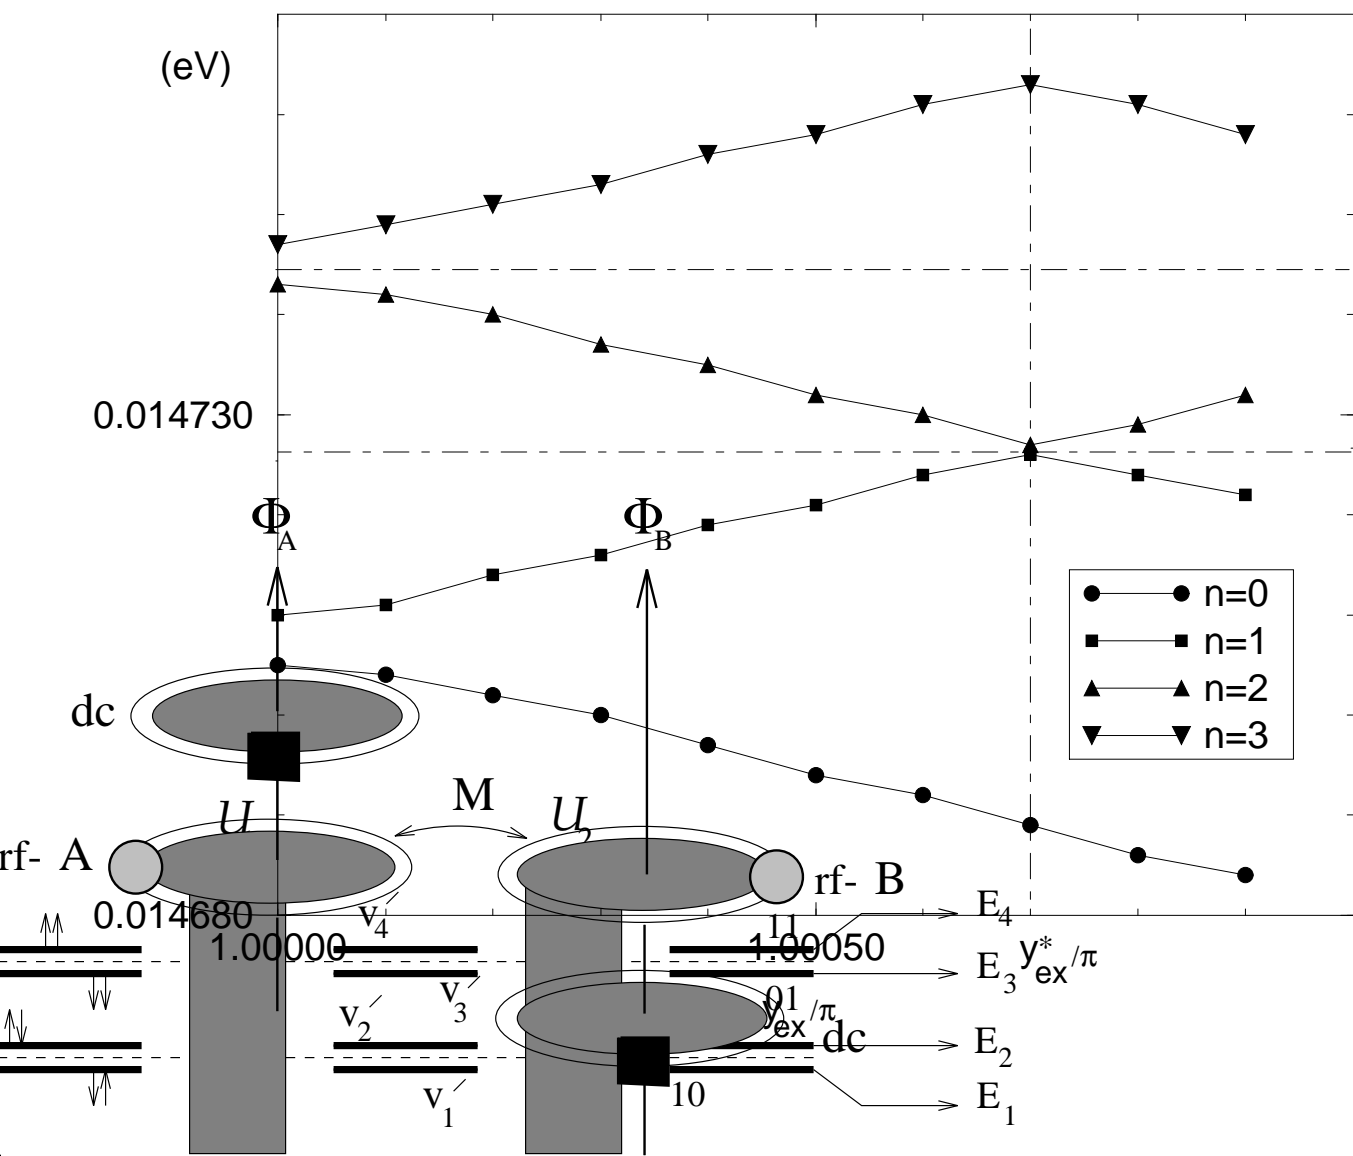 (eV)
0.014730
Φ_A
Φ_B
n=0
n=1
n=2
n=3
dc
U
M
U_2
rf- A
rf- B
0.014680
v_4′
11
E_4
1.00000
1.00050
y*_ex/π
v_3′
E_3
01
v_2′
y_ex/π
dc
E_2
v_1′
10
E_1